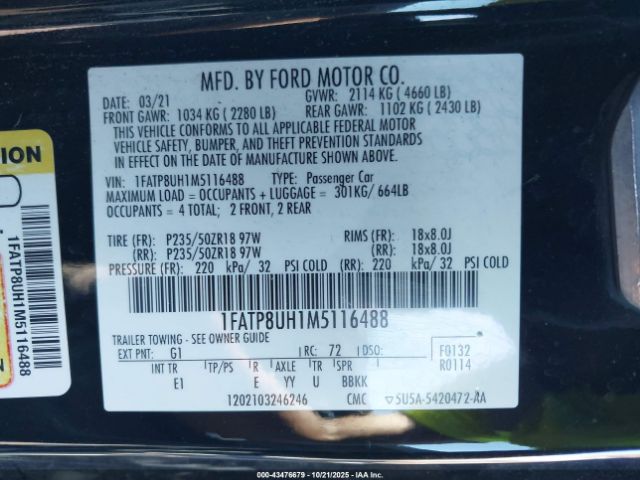 MFD. BY FORD MOTOR CO.
DATE: 03/21 GVWR: 2114 KG ( 4660 LB)
FRONT GAWR: 1034 KG ( 2280 LB) REAR GAWR: 1102 KG ( 2430 LB)
THIS VEHICLE CONFORMS TO ALL APPLICABLE FEDERAL MOTOR
VEHICLE SAFETY, BUMPER, AND THEFT PREVENTION STANDARDS
IN EFFECT ON THE DATE OF MANUFACTURE SHOWN ABOVE.
VIN: 1FATP8UH1M5116488 TYPE: Passenger Car
MAXIMUM LOAD = OCCUPANTS + LUGGAGE = 301KG/ 664LB
OCCUPANTS = 4 TOTAL; 2 FRONT, 2 REAR
TIRE (FR): P235/50ZR18 97W RIMS (FR): 18x8.0J
(RR): P235/50ZR18 97W (RR): 18x8.0J
PRESSURE (FR): 220 kPa/ 32 PSI COLD (RR): 220 kPa/ 32 PSI COLD
1FATP8UH1M5116488
TRAILER TOWING - SEE OWNER GUIDE
EXT PNT: G1 RC: 72 DSO: F0132
R0114
INT TR TP/PS R AXLE TR SPR
E1 E YY U BBKK
1202103246246 CMC 5U5A-5420472-AA
1FATP8UH1M5116488
000-43476679 - 10/21/2025 - IAA